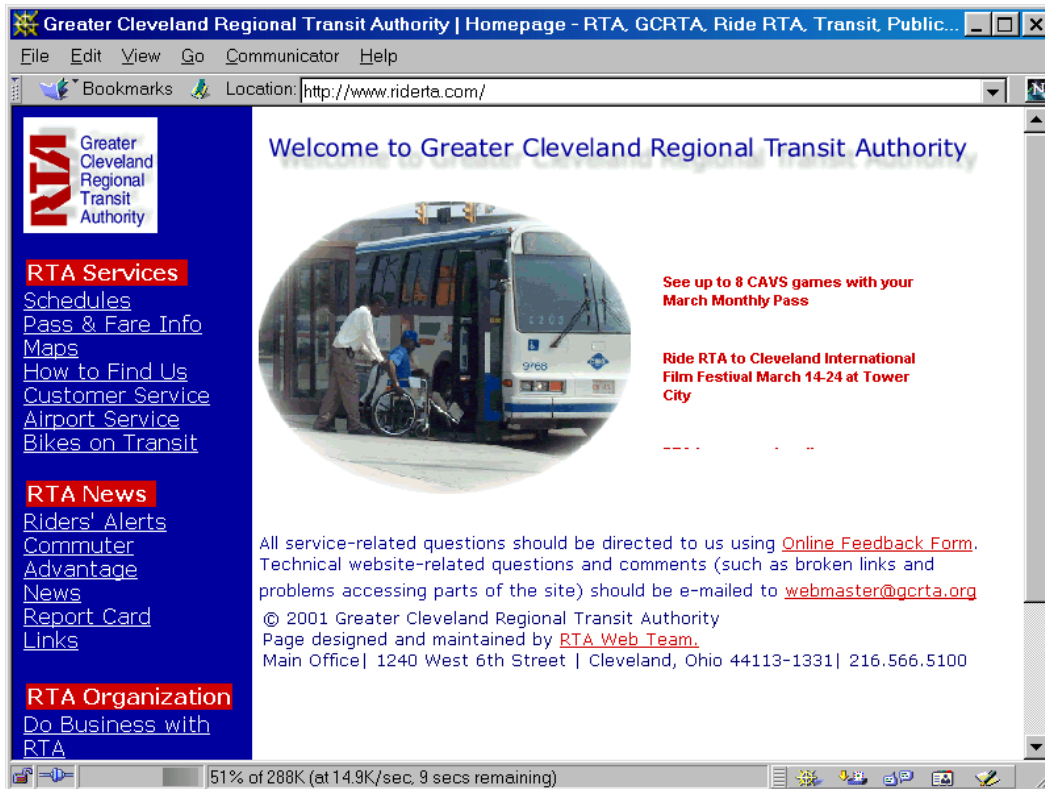 Greater Cleveland Regional Transit Authority | Homepage - RTA, GCRTA, Ride RTA, Transit, Public...
File Edit View Go Communicator Help
Bookmarks Location: http://www.riderta.com/
N
RTA
Greater
Cleveland
Regional
Transit
Authority
RTA Services
Schedules
Pass & Fare Info
Maps
How to Find Us
Customer Service
Airport Service
Bikes on Transit
RTA News
Riders' Alerts
Commuter
Advantage
News
Report Card
Links
RTA Organization
Do Business with
RTA
Welcome to Greater Cleveland Regional Transit Authority
9768
See up to 8 CAVS games with your
March Monthly Pass
Ride RTA to Cleveland International
Film Festival March 14-24 at Tower
City
All service-related questions should be directed to us using Online Feedback Form.
Technical website-related questions and comments (such as broken links and
problems accessing parts of the site) should be e-mailed to webmaster@gcrta.org
© 2001 Greater Cleveland Regional Transit Authority
Page designed and maintained by RTA Web Team.
Main Office| 1240 West 6th Street | Cleveland, Ohio 44113-1331| 216.566.5100
51% of 288K (at 14.9K/sec, 9 secs remaining)